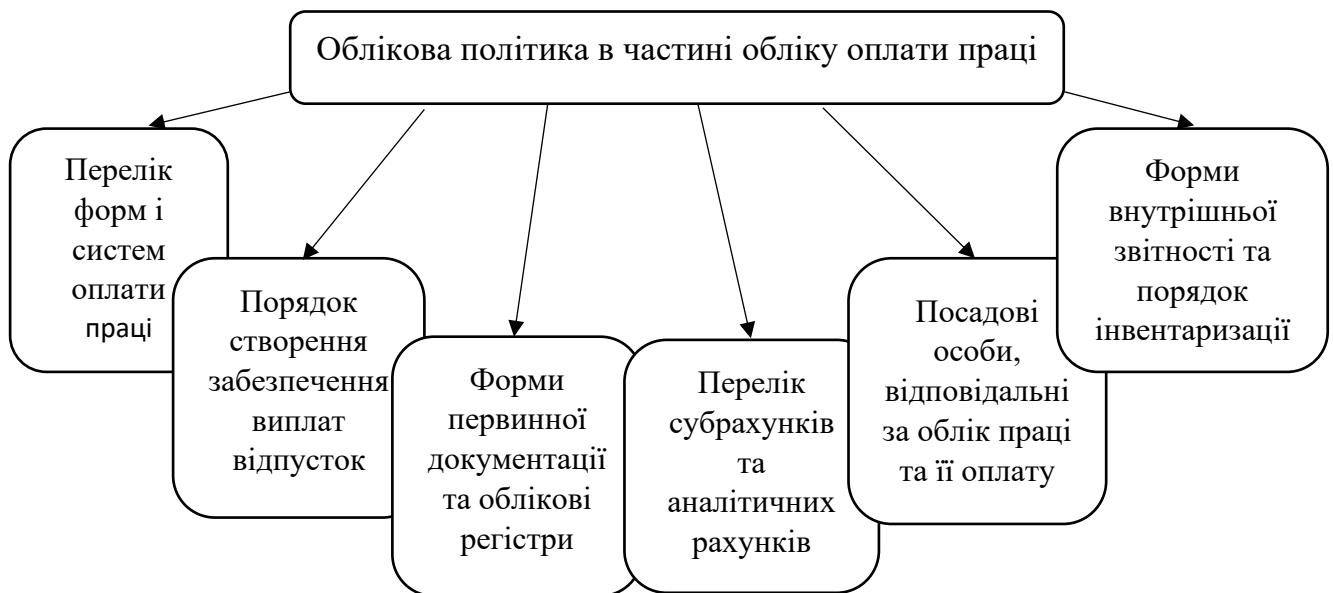 Облікова політика в частині обліку оплати праці
Перелік
форм і
систем
оплати
праці
Порядок
створення
забезпечення
виплат
відпусток
Форми
первинної
документації
та облікові
регістри
Перелік
субрахунків
та
аналітичних
рахунків
Посадові
особи,
відповідальні
за облік праці
та її оплату
Форми
внутрішньої
звітності та
порядок
інвентаризації